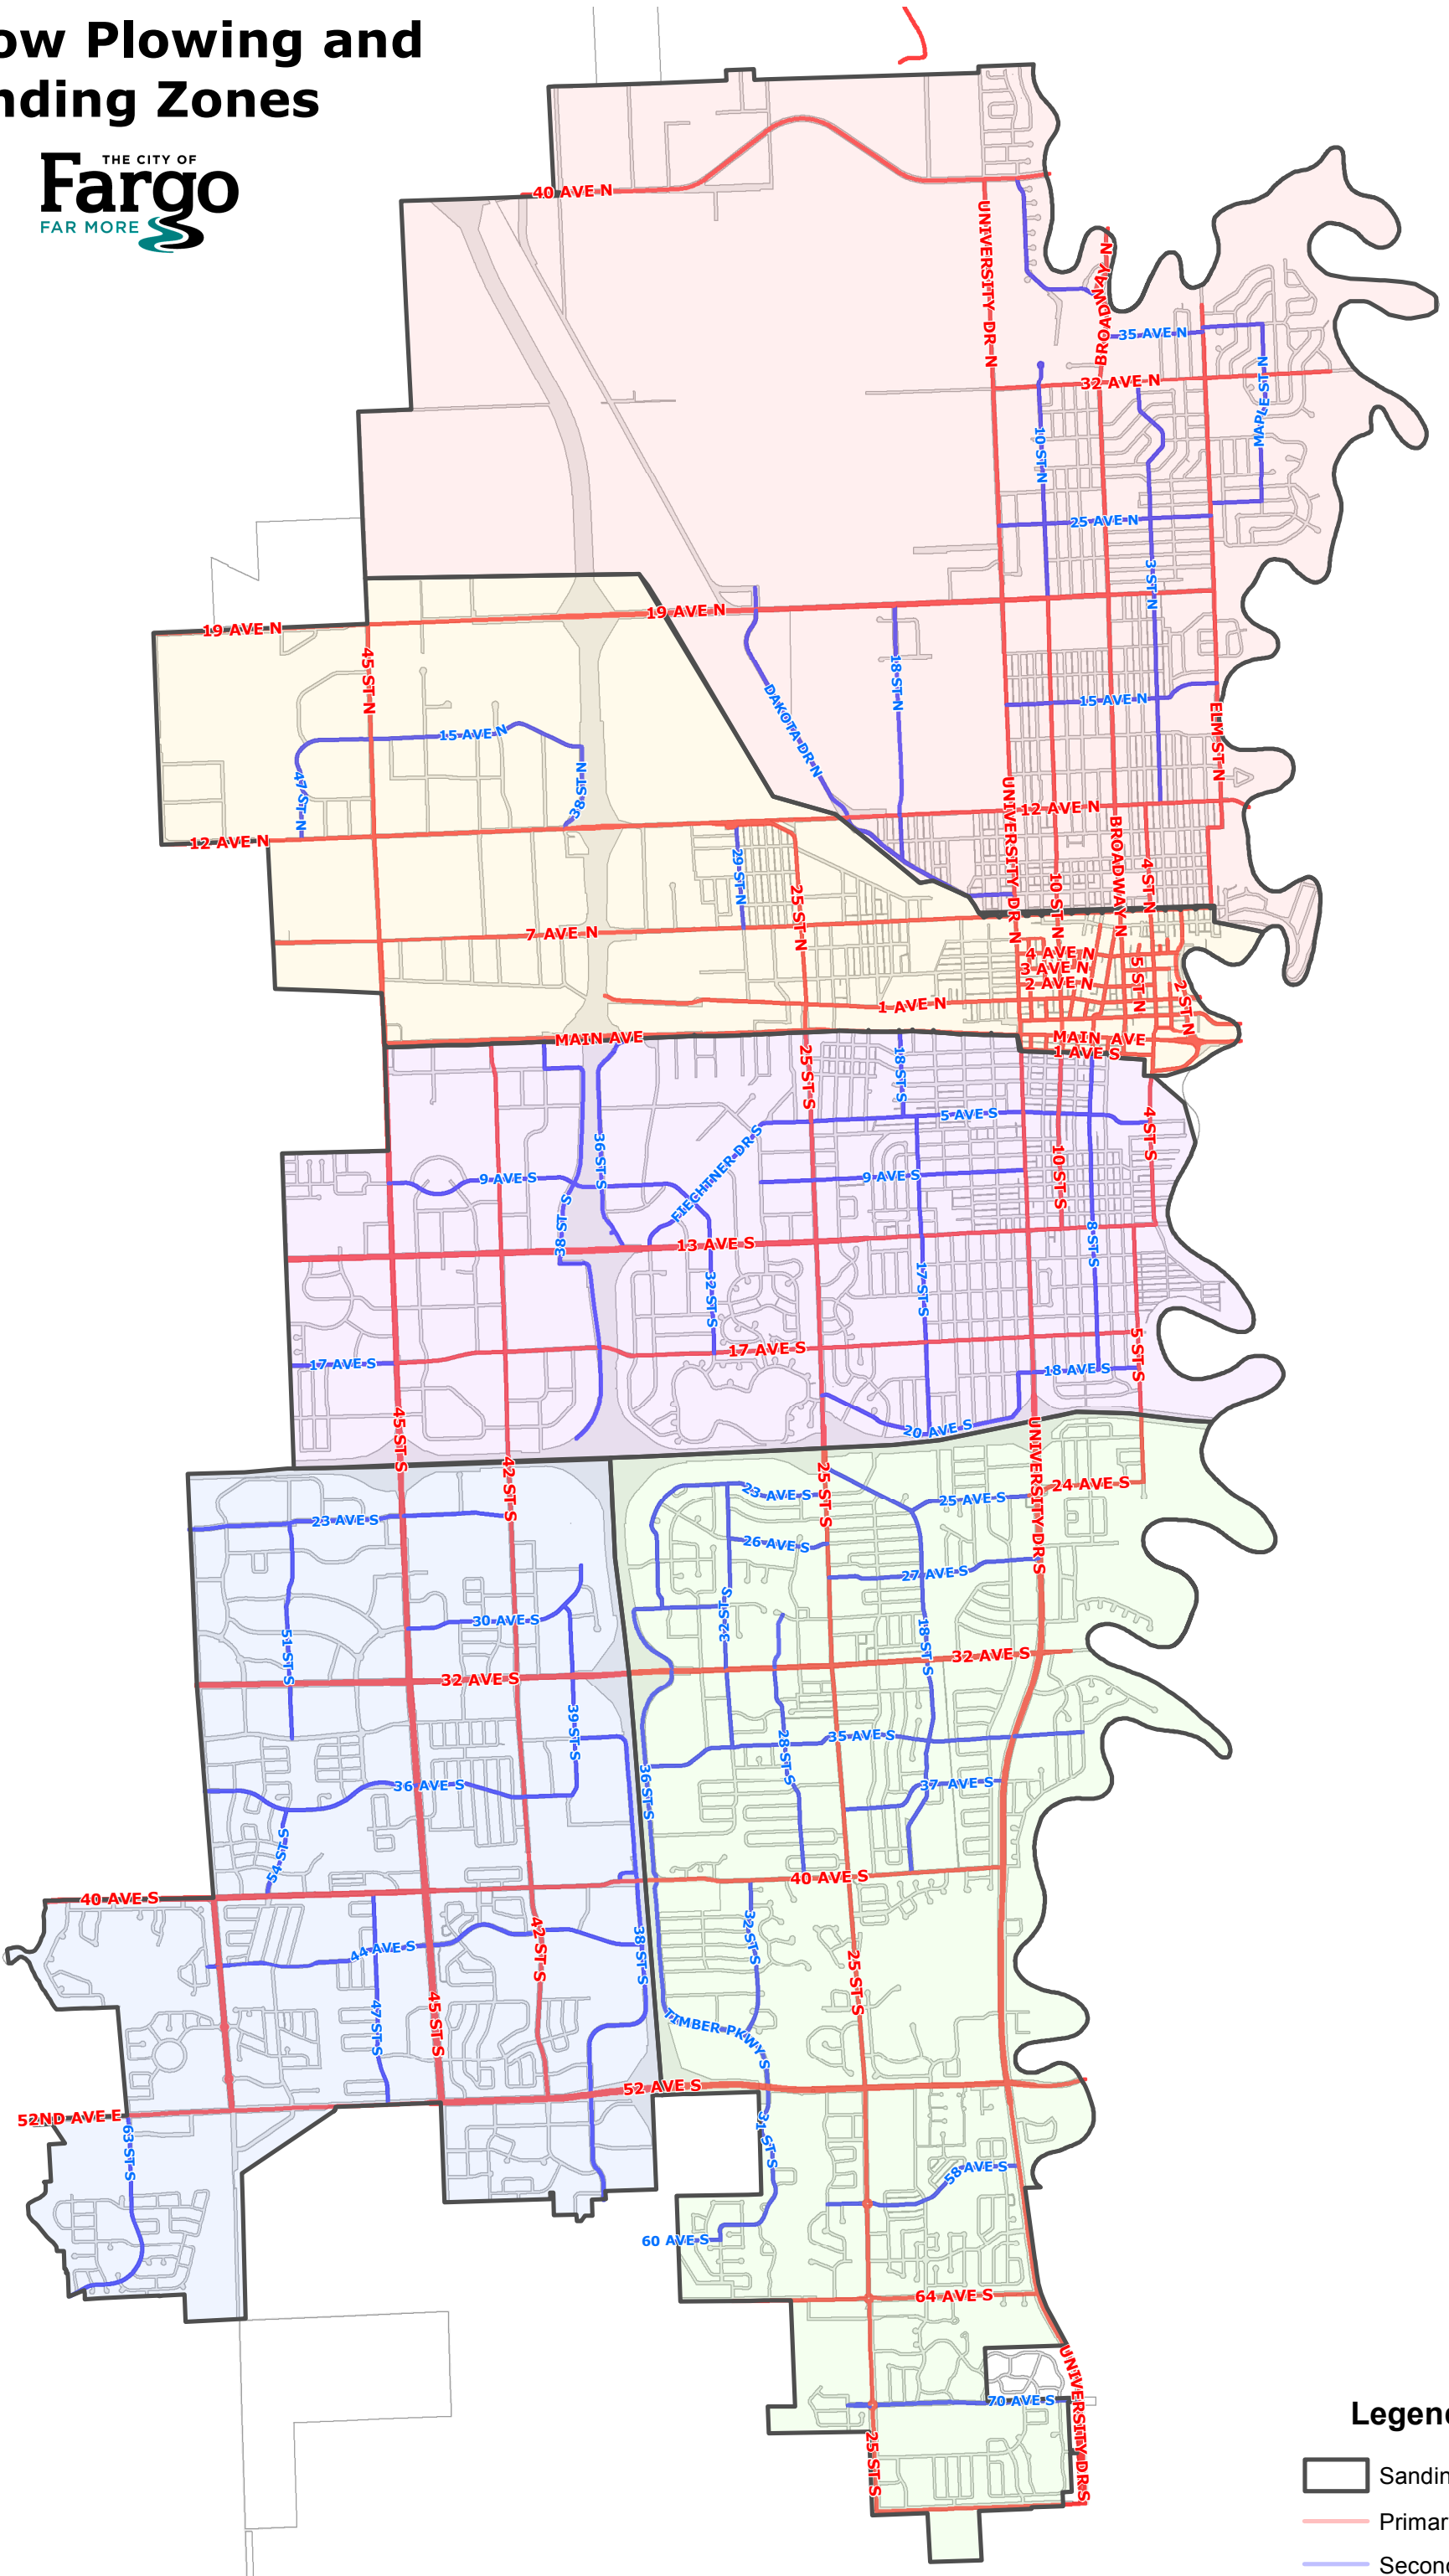 ow Plowing and
nding Zones
THE CITY OF
Fargo
FAR MORE
40 AVE N
UNIVERSITY DR N
BROADWAY N
35 AVE N
32 AVE N
MAPLE ST N
10 ST N
25 AVE N
3 ST N
19 AVE N
19 AVE N
45 ST N
18 ST N
DAKOTA DR N
15 AVE N
15 AVE N
ELM ST N
47 ST N
38 ST N
12 AVE N
12 AVE N
UNIVERSITY DR N
BROADWAY N
4 ST N
10 ST N
29 ST N
25 ST N
7 AVE N
4 AVE N
3 AVE N
2 AVE N
5 ST N
2 ST N
1 AVE N
MAIN AVE
MAIN AVE
1 AVE S
25 ST S
18 ST S
5 AVE S
4 ST S
36 ST S
FIECHTNER DR S
9 AVE S
9 AVE S
10 ST S
38 ST S
13 AVE S
8 ST S
32 ST S
17 ST S
17 AVE S
17 AVE S
5 ST S
18 AVE S
20 AVE S
45 ST S
42 ST S
25 ST S
UNIVERSITY DR S
24 AVE S
23 AVE S
25 AVE S
23 AVE S
26 AVE S
27 AVE S
32 ST S
30 AVE S
51 ST S
18 ST S
32 AVE S
32 AVE S
39 ST S
28 ST S
35 AVE S
36 ST S
36 AVE S
37 AVE S
54 ST S
40 AVE S
40 AVE S
44 AVE S
42 ST S
38 ST S
32 ST S
25 ST S
47 ST S
45 ST S
TIMBER PKWY S
52 AVE S
52ND AVE E
63 ST S
31 ST S
58 AVE S
60 AVE S
64 AVE S
UNIVERSITY DR S
70 AVE S
25 ST S
Legen
Sandin
Primar
Secon